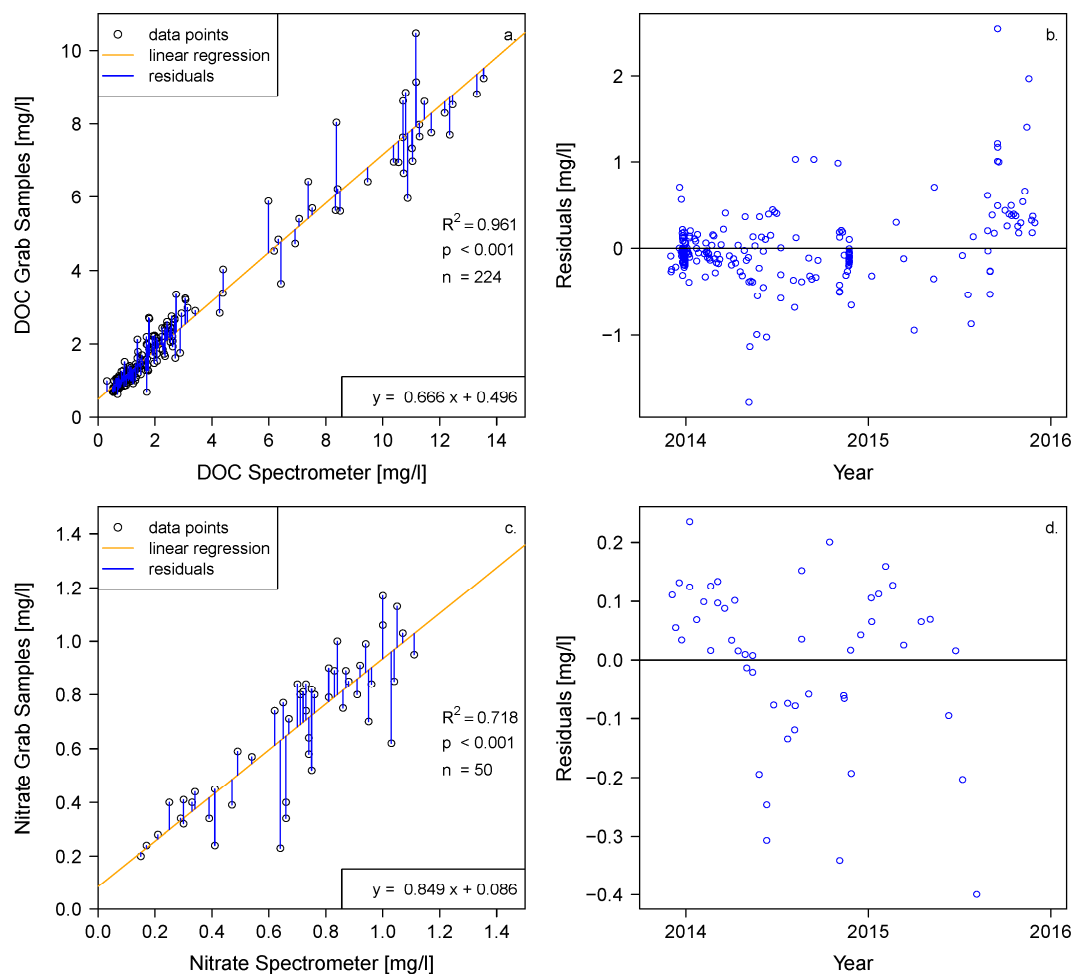 data points
linear regression
residuals
a.
R² = 0.961
p < 0.001
n = 224
y = 0.666 x + 0.496
0
2
4
6
8
10
DOC Grab Samples [mg/l]
0 2 4 6 8 10 12 14
DOC Spectrometer [mg/l]
b.
2
1
0
−1
Residuals [mg/l]
2014 2015 2016
Year
data points
linear regression
residuals
c.
R² = 0.718
p < 0.001
n = 50
y = 0.849 x + 0.086
1.4
1.2
1.0
0.8
0.6
0.4
0.2
0.0
Nitrate Grab Samples [mg/l]
0.0 0.2 0.4 0.6 0.8 1.0 1.2 1.4
Nitrate Spectrometer [mg/l]
d.
0.2
0.1
0.0
−0.1
−0.2
−0.3
−0.4
Residuals [mg/l]
2014 2015 2016
Year